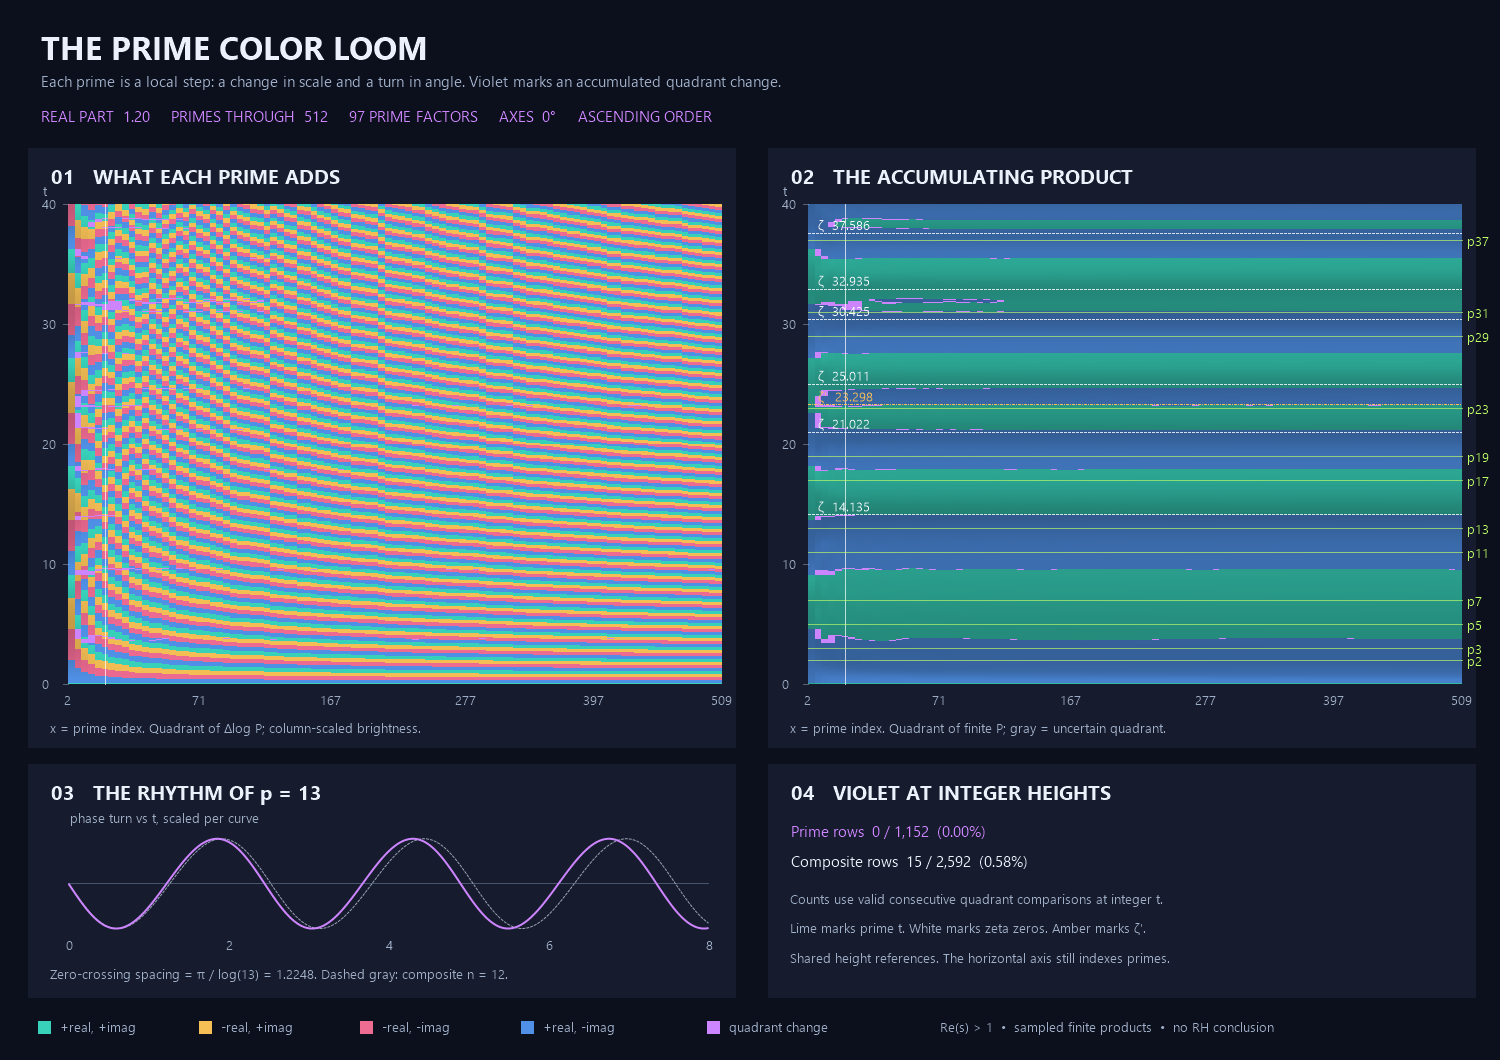 THE PRIME COLOR LOOM
Each prime is a local step: a change in scale and a turn in angle. Violet marks an accumulated quadrant change.
REAL PART 1.20 PRIMES THROUGH 512 97 PRIME FACTORS AXES 0° ASCENDING ORDER
01 WHAT EACH PRIME ADDS
t
40
30
20
10
0
2 71 167 277 397 509
x = prime index. Quadrant of Δlog P; column-scaled brightness.
02 THE ACCUMULATING PRODUCT
t
40
30
20
10
0
ζ 37.586
ζ 32.935
ζ 30.425
ζ 25.011
23.298
ζ 21.022
ζ 14.135
p37
p31
p29
p23
p19
p17
p13
p11
p7
p5
p3
p2
2 71 167 277 397 509
x = prime index. Quadrant of finite P; gray = uncertain quadrant.
03 THE RHYTHM OF p = 13
phase turn vs t, scaled per curve
0 2 4 6 8
Zero-crossing spacing = π / log(13) = 1.2248. Dashed gray: composite n = 12.
04 VIOLET AT INTEGER HEIGHTS
Prime rows 0 / 1,152 (0.00%)
Composite rows 15 / 2,592 (0.58%)
Counts use valid consecutive quadrant comparisons at integer t.
Lime marks prime t. White marks zeta zeros. Amber marks ζ'.
Shared height references. The horizontal axis still indexes primes.
+real, +imag -real, +imag -real, -imag +real, -imag quadrant change Re(s) > 1 • sampled finite products • no RH conclusion